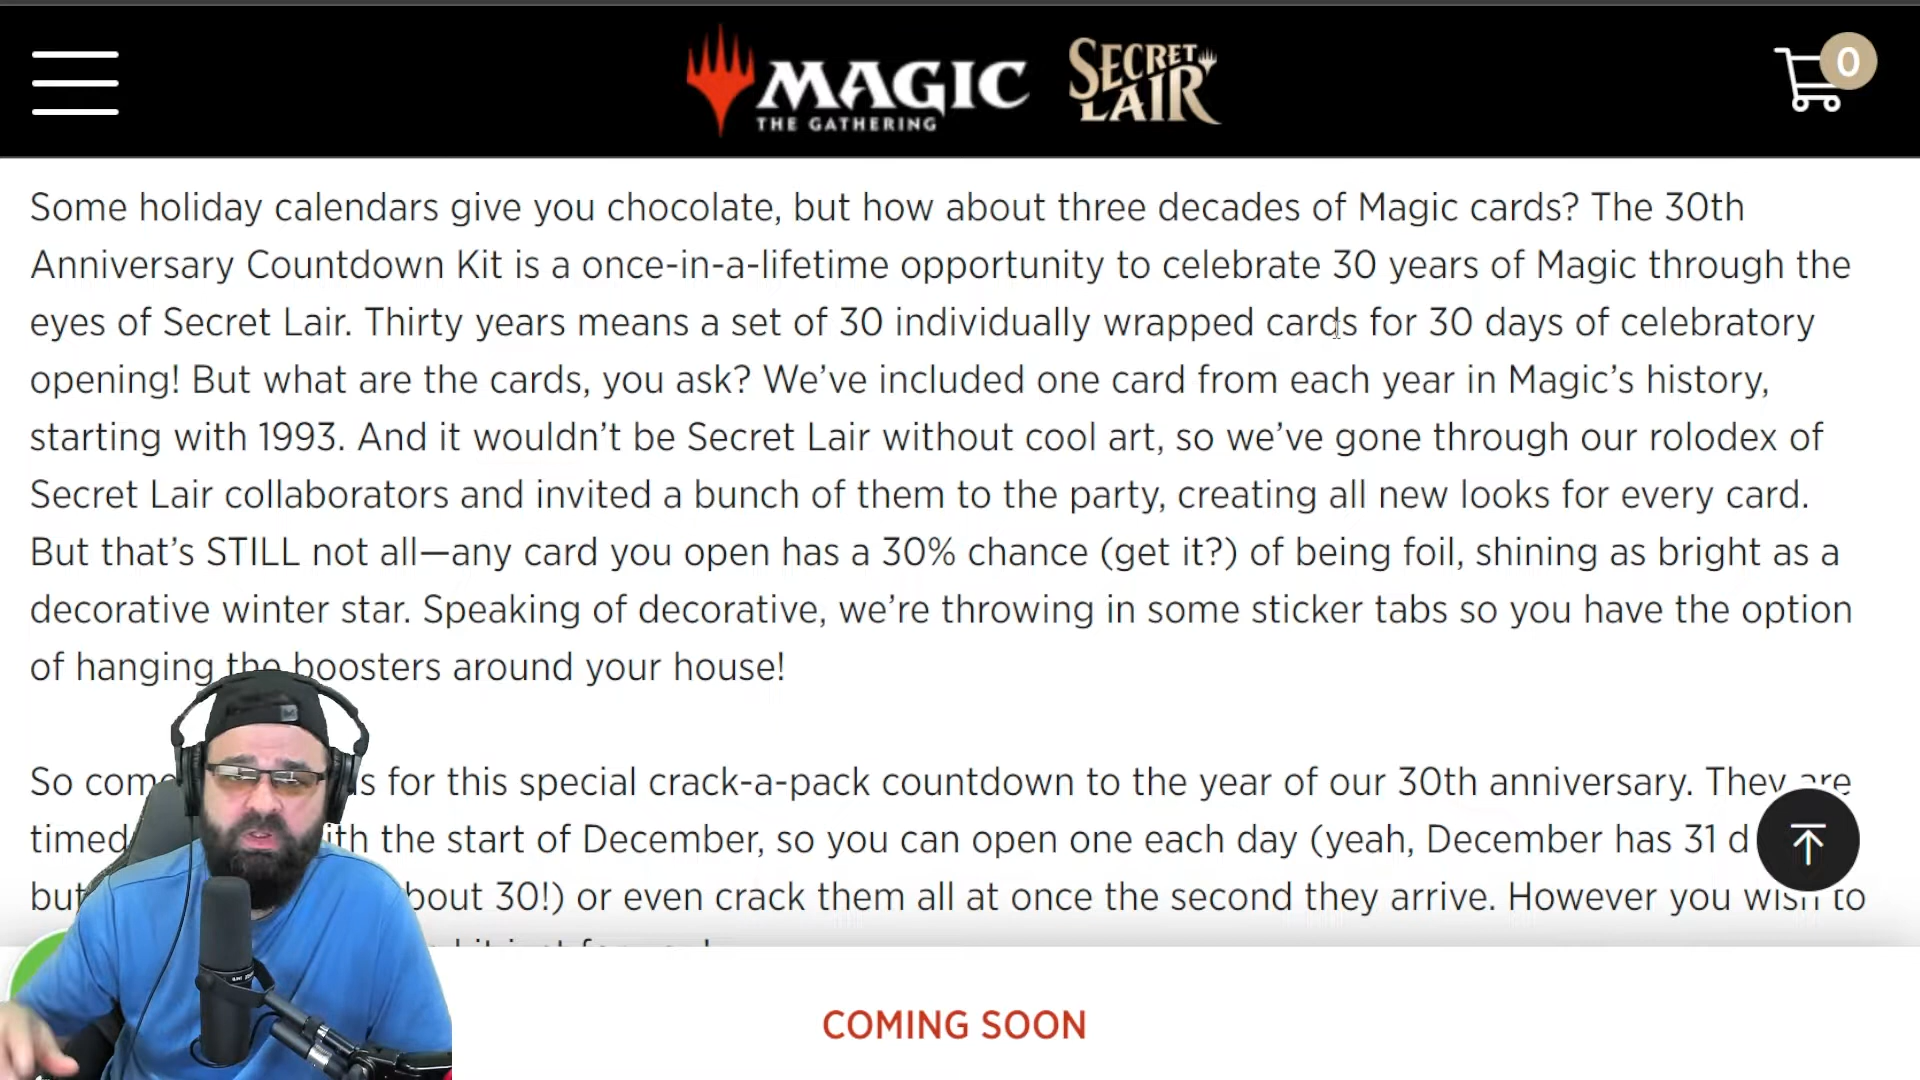 MAGIC
THE GATHERING
SECRET
LAIR
0
Some holiday calendars give you chocolate, but how about three decades of Magic cards? The 30th
Anniversary Countdown Kit is a once-in-a-lifetime opportunity to celebrate 30 years of Magic through the
eyes of Secret Lair. Thirty years means a set of 30 individually wrapped cards for 30 days of celebratory
opening! But what are the cards, you ask? We’ve included one card from each year in Magic’s history,
starting with 1993. And it wouldn’t be Secret Lair without cool art, so we’ve gone through our rolodex of
Secret Lair collaborators and invited a bunch of them to the party, creating all new looks for every card.
But that’s STILL not all—any card you open has a 30% chance (get it?) of being foil, shining as bright as a
decorative winter star. Speaking of decorative, we’re throwing in some sticker tabs so you have the option
of hanging the boosters around your house!
So for this special crack-a-pack countdown to the year of our 30th anniversary. They are
timed with the start of December, so you can open one each day (yeah, December has 31
but 30!) or even crack them all at once the second they arrive. However you wish to
COMING SOON